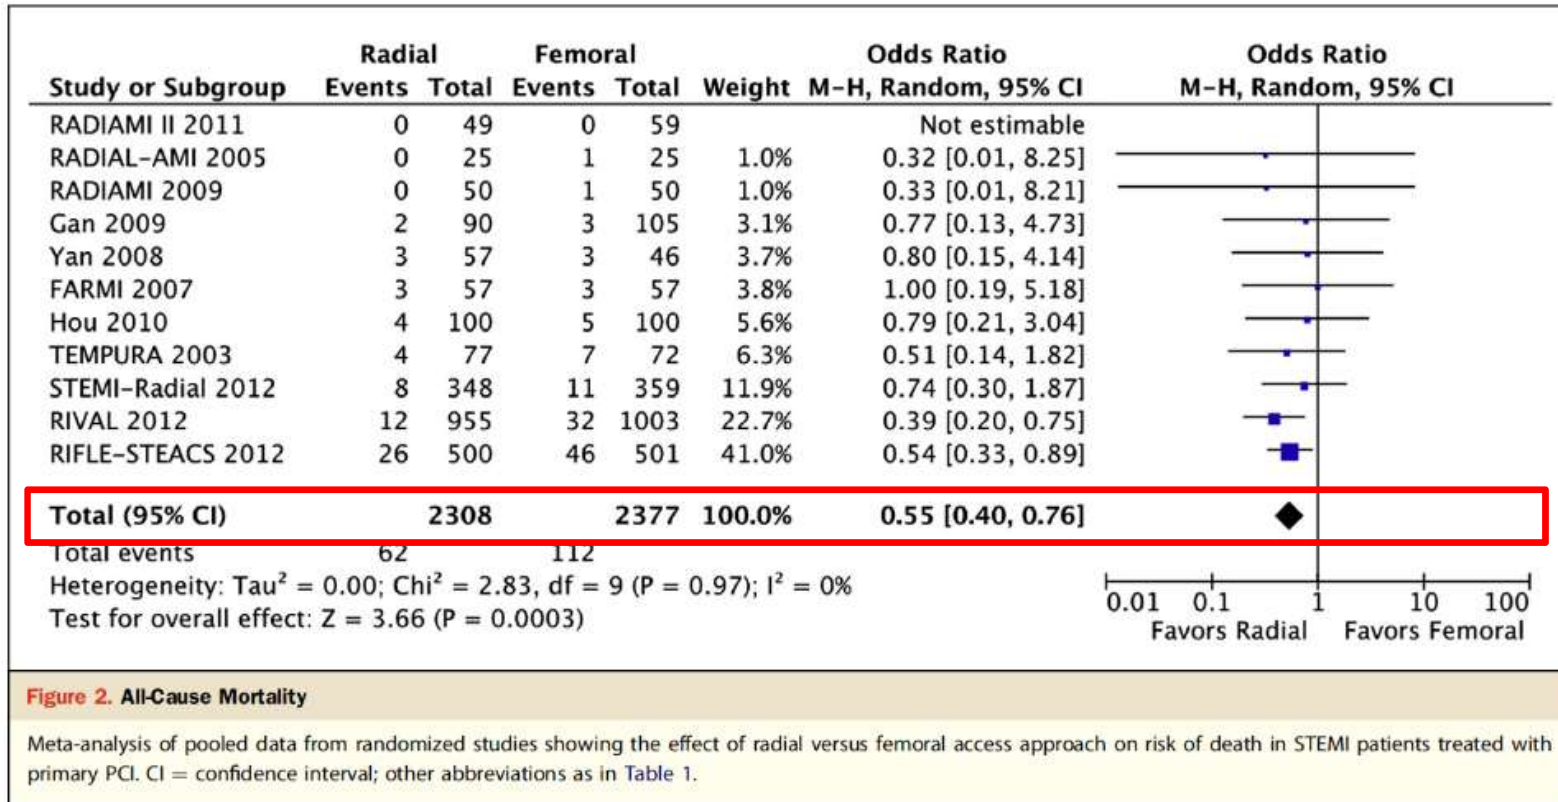 Radial Femoral Odds Ratio Odds Ratio
Study or Subgroup Events Total Events Total Weight M-H, Random, 95% CI M-H, Random, 95% CI
RADIAMI II 2011 0 49 0 59 Not estimable
RADIAL-AMI 2005 0 25 1 25 1.0% 0.32 [0.01, 8.25]
RADIAMI 2009 0 50 1 50 1.0% 0.33 [0.01, 8.21]
Gan 2009 2 90 3 105 3.1% 0.77 [0.13, 4.73]
Yan 2008 3 57 3 46 3.7% 0.80 [0.15, 4.14]
FARMI 2007 3 57 3 57 3.8% 1.00 [0.19, 5.18]
Hou 2010 4 100 5 100 5.6% 0.79 [0.21, 3.04]
TEMPURA 2003 4 77 7 72 6.3% 0.51 [0.14, 1.82]
STEMI-Radial 2012 8 348 11 359 11.9% 0.74 [0.30, 1.87]
RIVAL 2012 12 955 32 1003 22.7% 0.39 [0.20, 0.75]
RIFLE-STEACS 2012 26 500 46 501 41.0% 0.54 [0.33, 0.89]
Total (95% CI) 2308 2377 100.0% 0.55 [0.40, 0.76]
Total events 62 112
Heterogeneity: Tau² = 0.00; Chi² = 2.83, df = 9 (P = 0.97); I² = 0%
Test for overall effect: Z = 3.66 (P = 0.0003)
0.01 0.1 1 10 100
Favors Radial Favors Femoral
Figure 2. All-Cause Mortality
Meta-analysis of pooled data from randomized studies showing the effect of radial versus femoral access approach on risk of death in STEMI patients treated with
primary PCI. CI = confidence interval; other abbreviations as in Table 1.